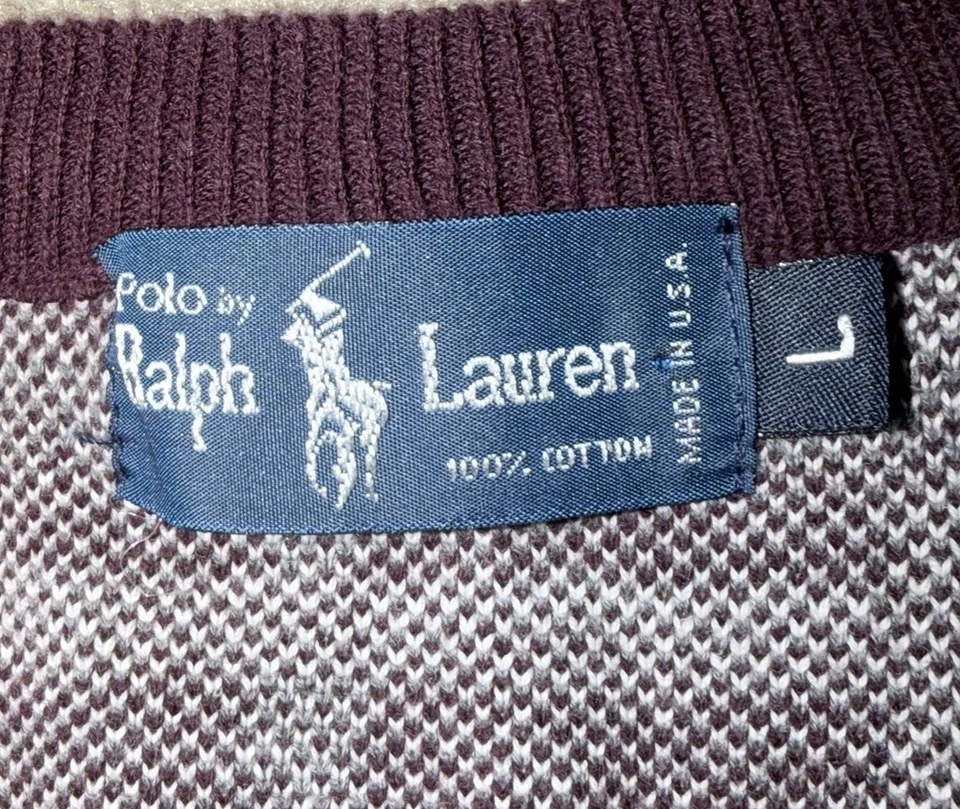 Polo by
Ralph Lauren
100% COTTON
MADE IN U.S.A.
L